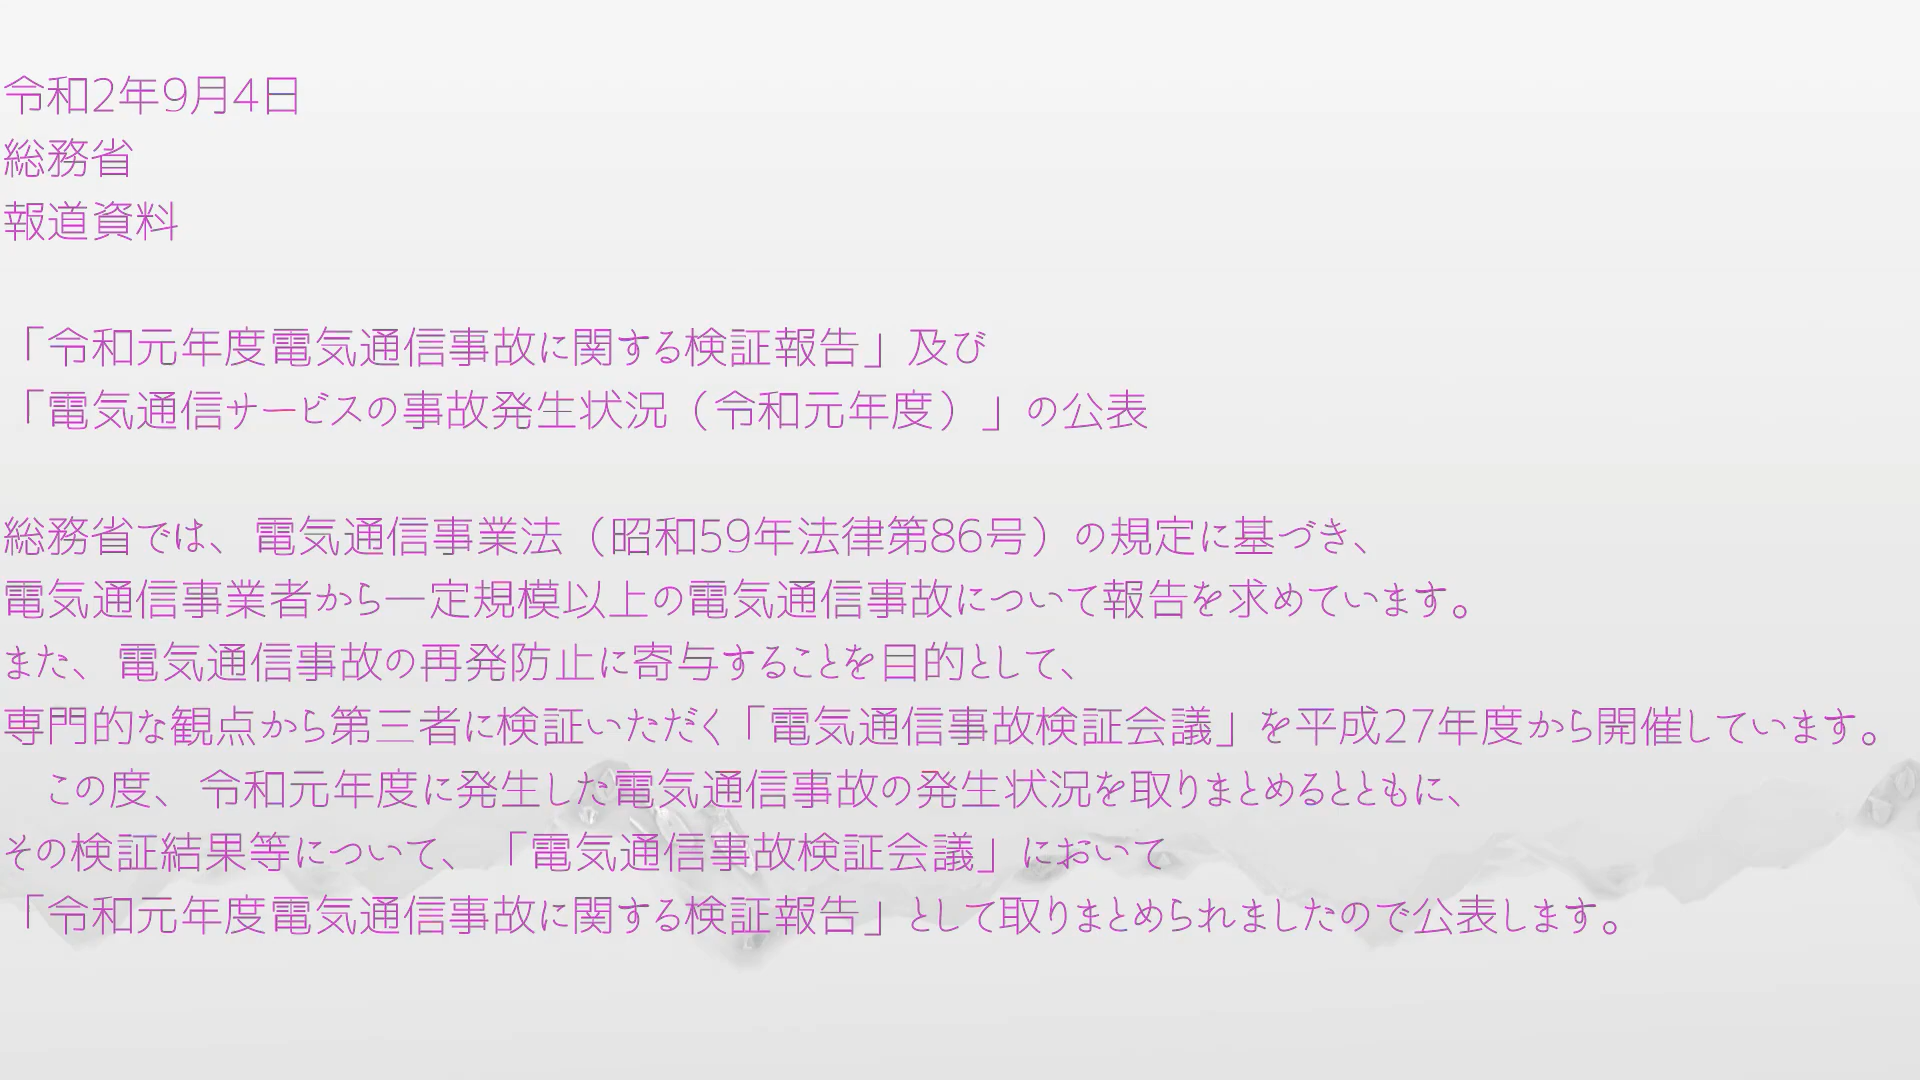 令和2年9月4日
総務省
報道資料
「令和元年度電気通信事故に関する検証報告」及び
「電気通信サービスの事故発生状況（令和元年度）」の公表
総務省では、電気通信事業法（昭和59年法律第86号）の規定に基づき、
電気通信事業者から一定規模以上の電気通信事故について報告を求めています。
また、電気通信事故の再発防止に寄与することを目的として、
専門的な観点から第三者に検証いただく「電気通信事故検証会議」を平成27年度から開催しています。
　この度、令和元年度に発生した電気通信事故の発生状況を取りまとめるとともに、
その検証結果等について、「電気通信事故検証会議」において
「令和元年度電気通信事故に関する検証報告」として取りまとめられましたので公表します。